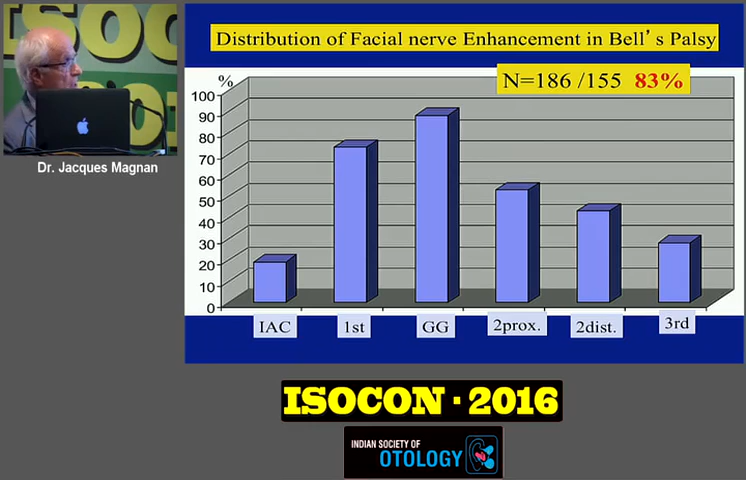 ISOC
Distribution of Facial nerve Enhancement in Bell's Palsy
N=186 /155 83%
%
100
90
80
70
60
50
40
30
20
10
0
IAC 1st GG 2prox. 2dist. 3rd
Dr. Jacques Magnan
ISOCON · 2016
INDIAN SOCIETY OF
OTOLOGY